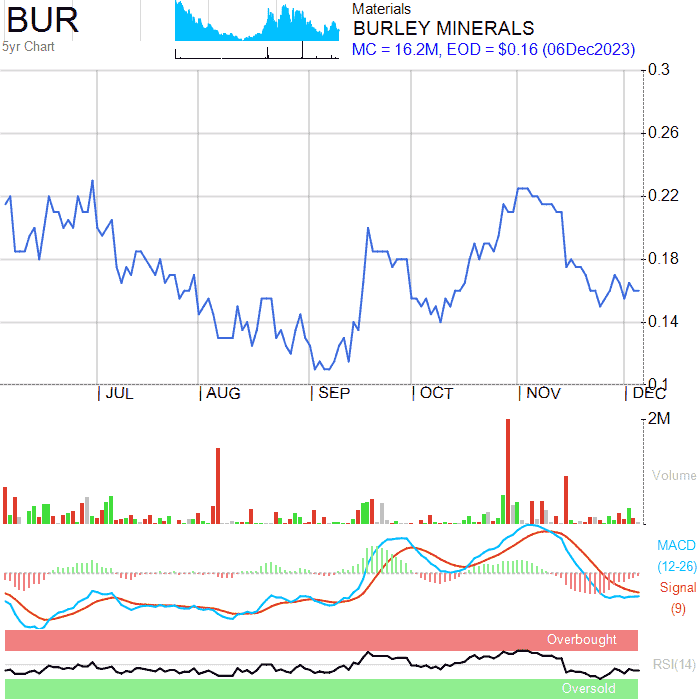 BUR
5yr Chart
Materials
BURLEY MINERALS
MC = 16.2M, EOD = $0.16 (06Dec2023)
0.3
0.26
0.22
0.18
0.14
0.1
JUL
AUG
SEP
OCT
NOV
DEC
2M
Volume
MACD
(12-26)
Signal
(9)
Overbought
RSI(14)
Oversold